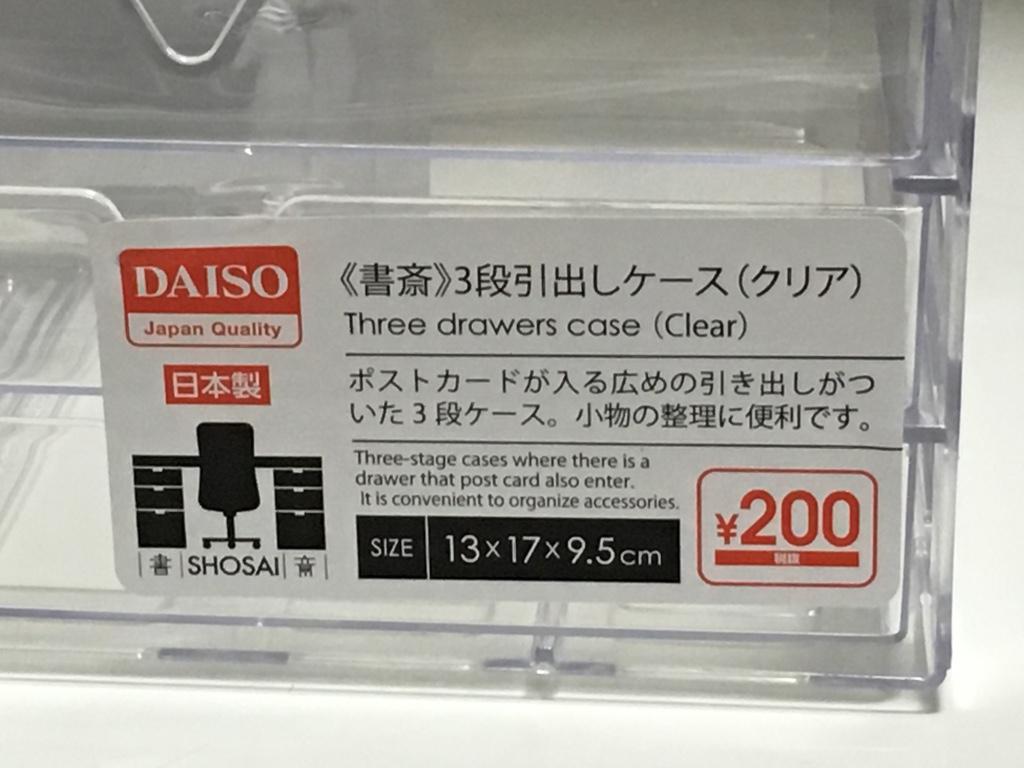 DAISO
Japan Quality
日本製
|書|SHOSAI|斎|
《書斎》3段引出しケース(クリア)
Three drawers case (Clear)
ポストカードが入る広めの引き出しがつ
いた3段ケース。小物の整理に便利です。
Three-stage cases where there is a
drawer that post card also enter.
It is convenient to organize accessories.
SIZE 13×17×9.5cm
¥200
税抜